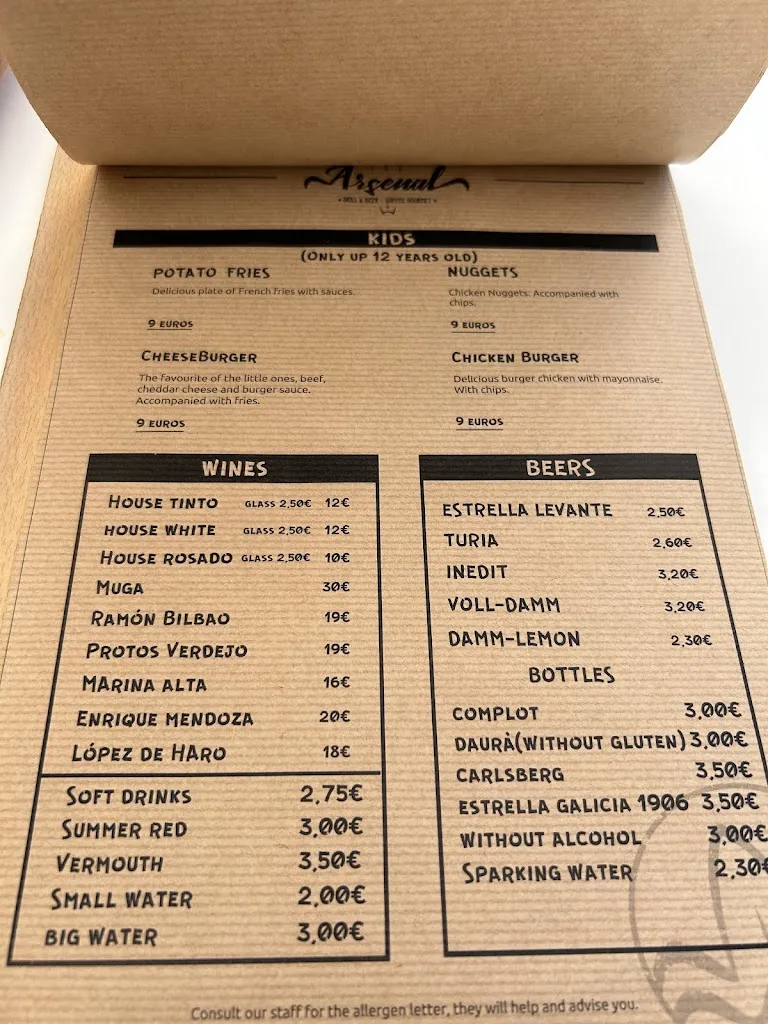 Arsenal
KIDS
(ONLY UP 12 YEARS OLD)
POTATO FRIES
Delicious plate of French fries with sauces.
9 EUROS
NUGGETS
Chicken Nuggets. Accompanied with
chips.
9 EUROS
CHEESEBURGER
The favourite of the little ones, beef,
cheddar cheese and burger sauce.
Accompanied with fries.
9 EUROS
CHICKEN BURGER
Delicious burger chicken with mayonnaise.
With chips.
9 EUROS
WINES
HOUSE TINTO GLASS 2,50€ 12€
HOUSE WHITE GLASS 2,50€ 12€
HOUSE ROSADO GLASS 2,50€ 10€
MUGA 30€
RAMÓN BILBAO 19€
PROTOS VERDEJO 19€
MARINA ALTA 16€
ENRIQUE MENDOZA 20€
LÓPEZ DE HARO 18€
SOFT DRINKS 2,75€
SUMMER RED 3,00€
VERMOUTH 3,50€
SMALL WATER 2,00€
BIG WATER 3,00€
BEERS
ESTRELLA LEVANTE 2,50€
TURIA 2,60€
INEDIT 3,20€
VOLL-DAMM 3,20€
DAMM-LEMON 2,30€
BOTTLES
COMPLOT 3,00€
DAURÀ(WITHOUT GLUTEN) 3,00€
CARLSBERG 3,50€
ESTRELLA GALICIA 1906 3,50€
WITHOUT ALCOHOL 3,00€
SPARKING WATER 2,30€
Consult our staff for the allergen letter, they will help and advise you.